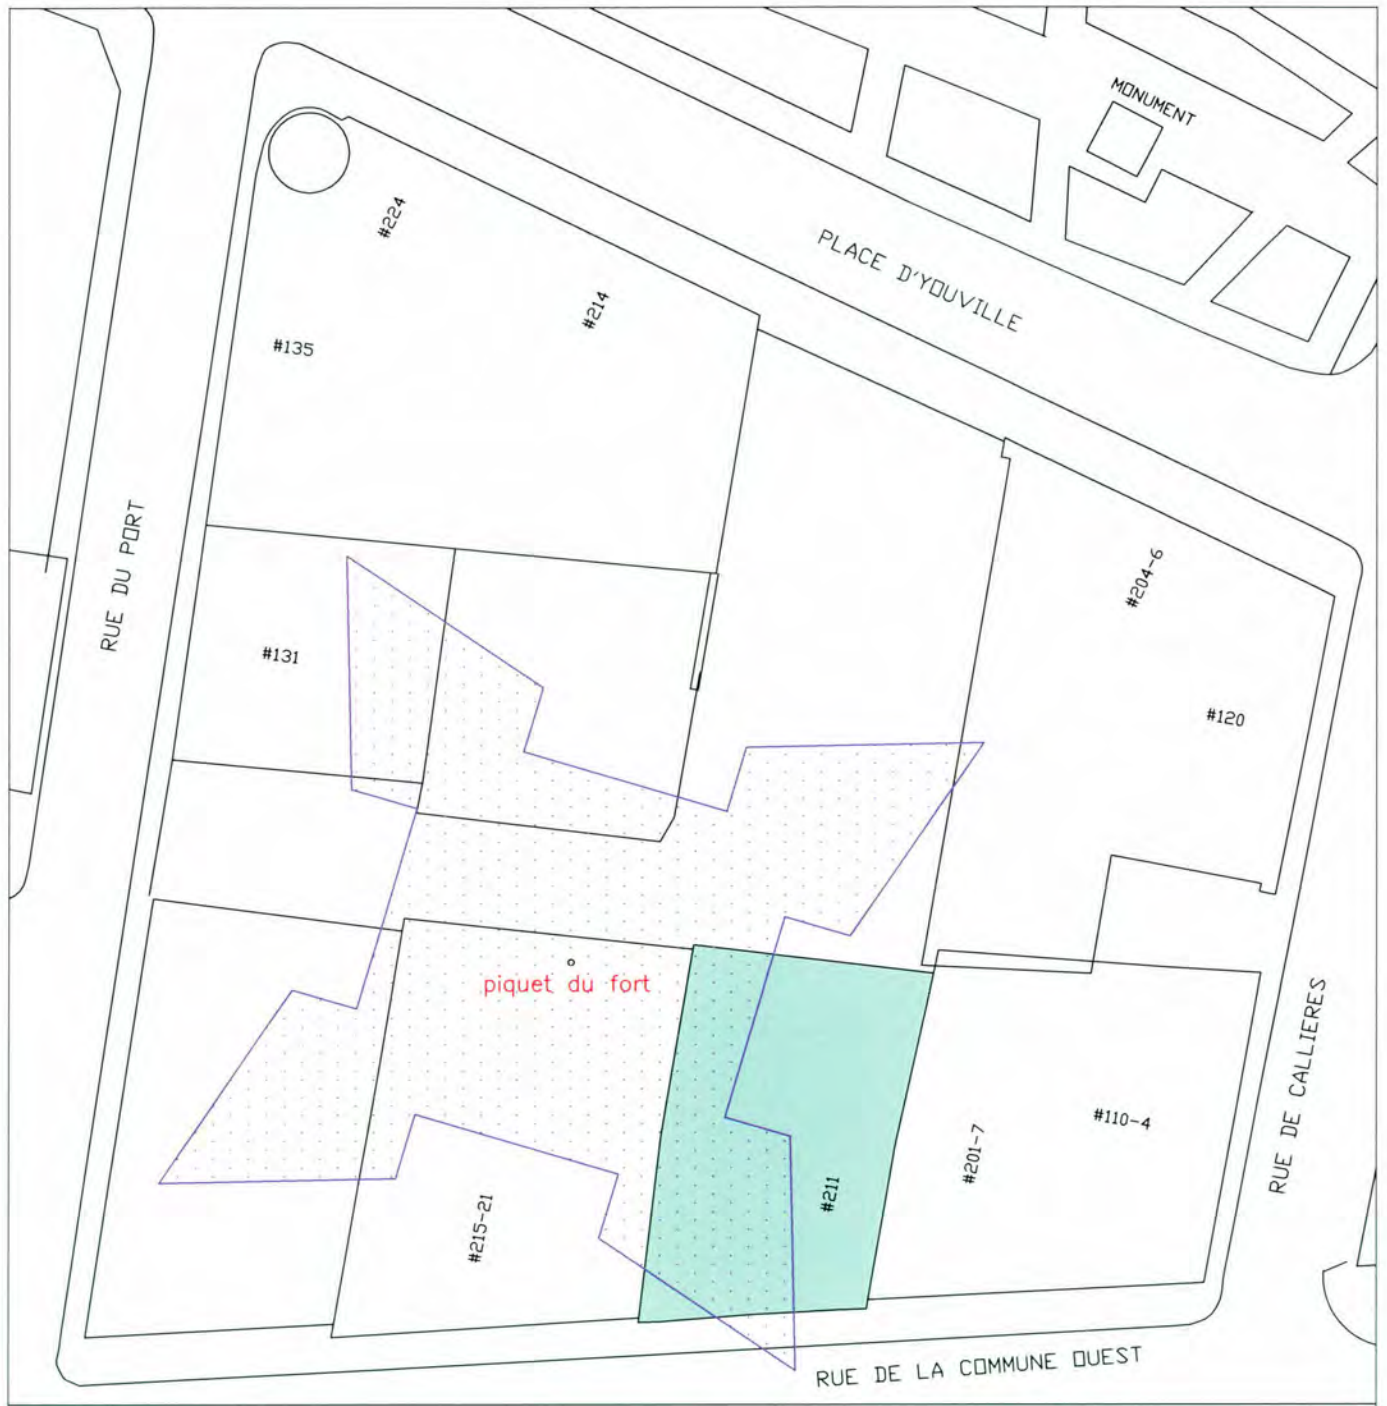 MONUMENT
#224
PLACE D'YOUVILLE
#214
#135
RUE DU PORT
#204-6
#131
#120
piquet du fort
RUE DE CALLIERES
#110-4
#201-7
#211
#215-21
RUE DE LA COMMUNE OUEST